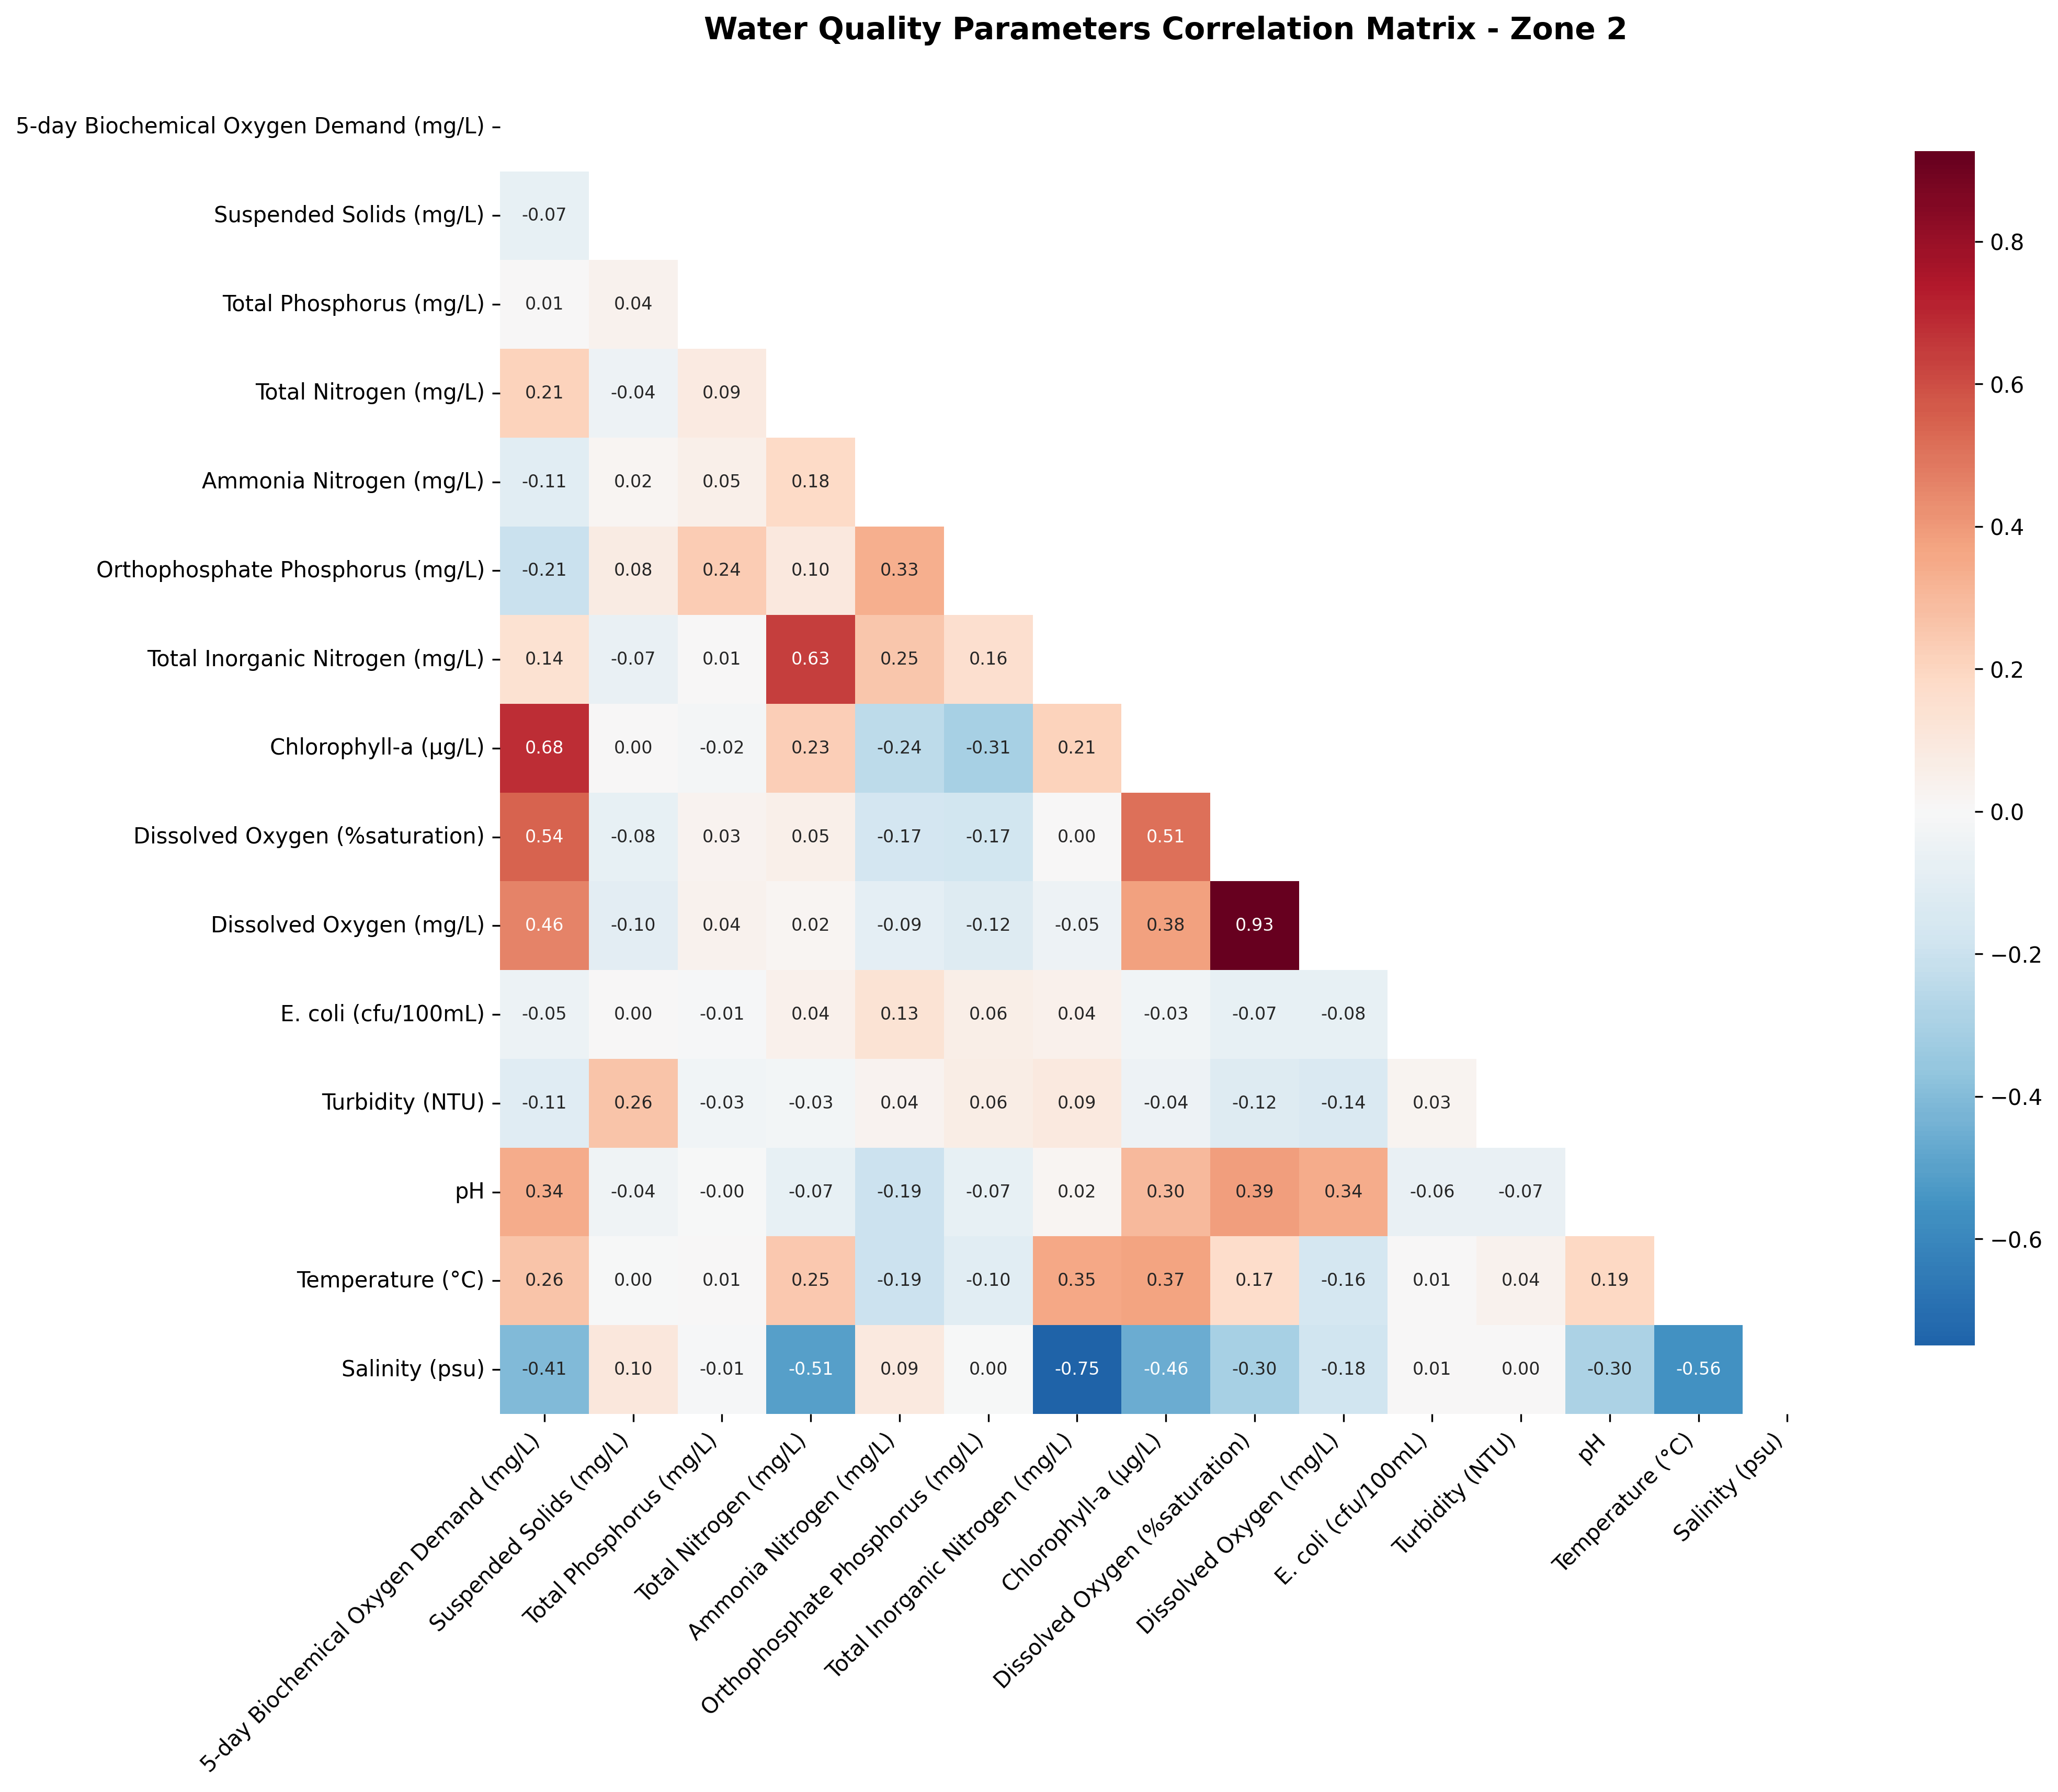 Water Quality Parameters Correlation Matrix - Zone 2
5-day Biochemical Oxygen Demand (mg/L)
Suspended Solids (mg/L) -0.07
Total Phosphorus (mg/L) 0.01 0.04
Total Nitrogen (mg/L) 0.21 -0.04 0.09
Ammonia Nitrogen (mg/L) -0.11 0.02 0.05 0.18
Orthophosphate Phosphorus (mg/L) -0.21 0.08 0.24 0.10 0.33
Total Inorganic Nitrogen (mg/L) 0.14 -0.07 0.01 0.63 0.25 0.16
Chlorophyll-a (μg/L) 0.68 0.00 -0.02 0.23 -0.24 -0.31 0.21
Dissolved Oxygen (%saturation) 0.54 -0.08 0.03 0.05 -0.17 -0.17 0.00 0.51
Dissolved Oxygen (mg/L) 0.46 -0.10 0.04 0.02 -0.09 -0.12 -0.05 0.38 0.93
E. coli (cfu/100mL) -0.05 0.00 -0.01 0.04 0.13 0.06 0.04 -0.03 -0.07 -0.08
Turbidity (NTU) -0.11 0.26 -0.03 -0.03 0.04 0.06 0.09 -0.04 -0.12 -0.14 0.03
pH 0.34 -0.04 -0.00 -0.07 -0.19 -0.07 0.02 0.30 0.39 0.34 -0.06 -0.07
Temperature (°C) 0.26 0.00 0.01 0.25 -0.19 -0.10 0.35 0.37 0.17 -0.16 0.01 0.04 0.19
Salinity (psu) -0.41 0.10 -0.01 -0.51 0.09 0.00 -0.75 -0.46 -0.30 -0.18 0.01 0.00 -0.30 -0.56
5-day Biochemical Oxygen Demand (mg/L)
Suspended Solids (mg/L)
Total Phosphorus (mg/L)
Total Nitrogen (mg/L)
Ammonia Nitrogen (mg/L)
Orthophosphate Phosphorus (mg/L)
Total Inorganic Nitrogen (mg/L)
Chlorophyll-a (μg/L)
Dissolved Oxygen (%saturation)
Dissolved Oxygen (mg/L)
E. coli (cfu/100mL)
Turbidity (NTU)
pH
Temperature (°C)
Salinity (psu)
0.8
0.6
0.4
0.2
0.0
−0.2
−0.4
−0.6